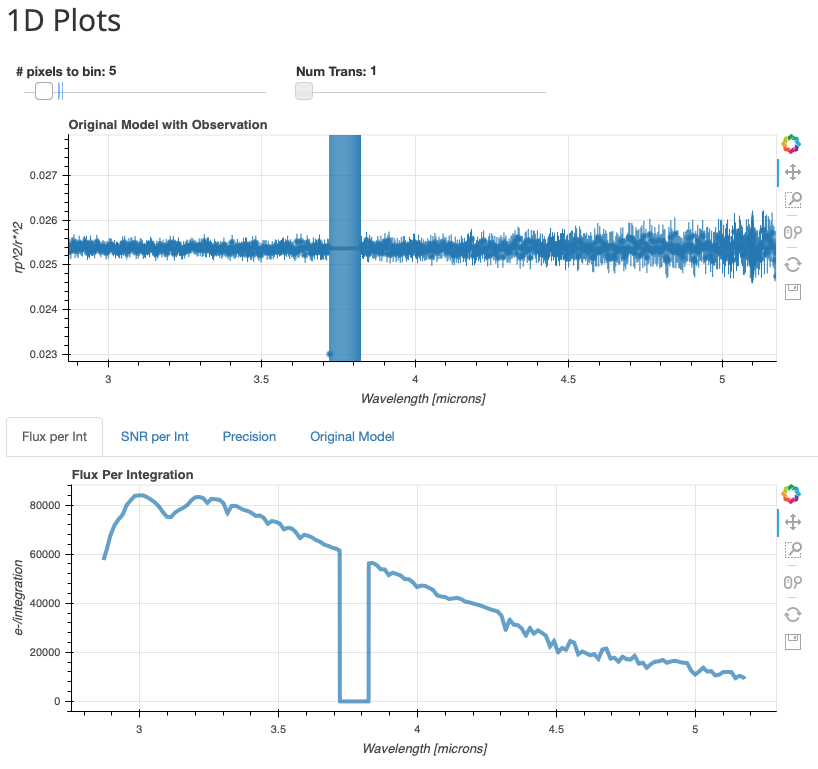 1D Plots
# pixels to bin: 5
Num Trans: 1
Original Model with Observation
0.027
0.026
0.025
0.024
0.023
rp^2/r*^2
3 3.5 4 4.5 5
Wavelength [microns]
Flux per Int SNR per Int Precision Original Model
Flux Per Integration
80000
60000
40000
20000
0
e-/integration
3 3.5 4 4.5 5
Wavelength [microns]